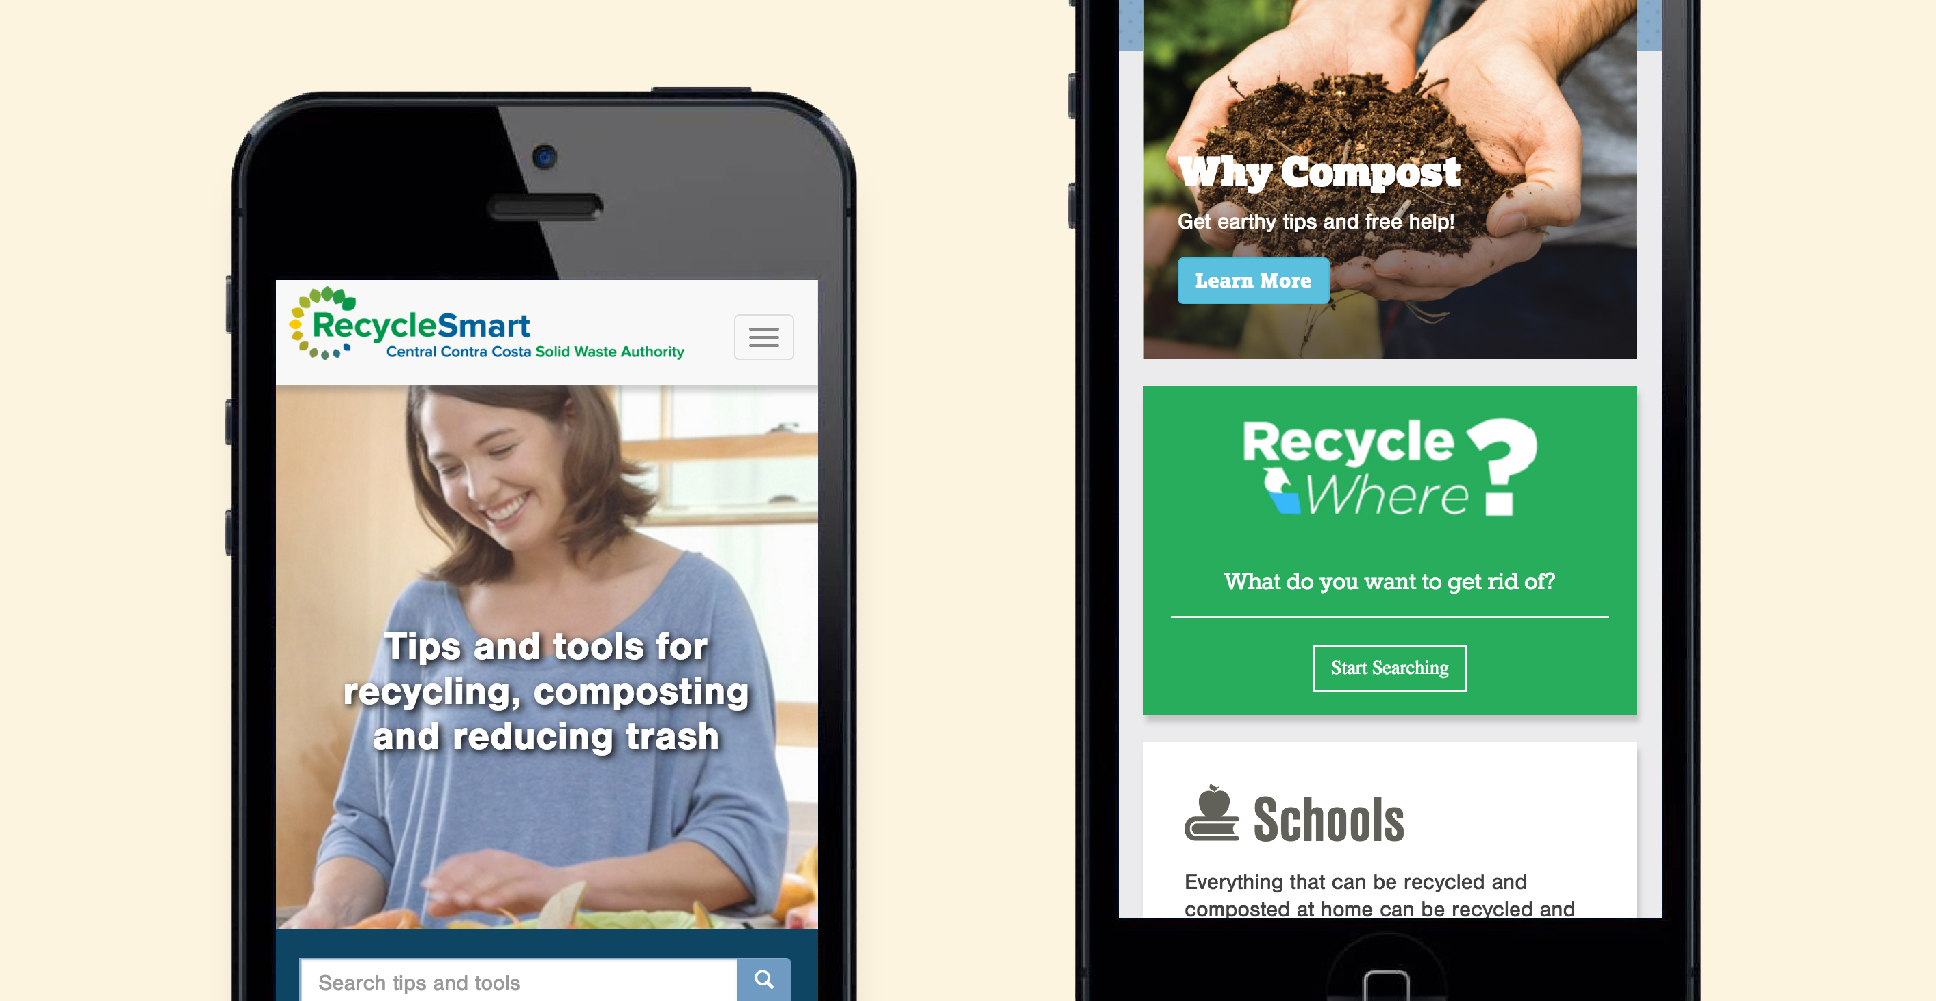 RecycleSmart
Central Contra Costa Solid Waste Authority
Tips and tools for
recycling, composting
and reducing trash
Search tips and tools
Why Compost
Get earthy tips and free help!
Learn More
Recycle
Where?
What do you want to get rid of?
Start Searching
Schools
Everything that can be recycled and
composted at home can be recycled and